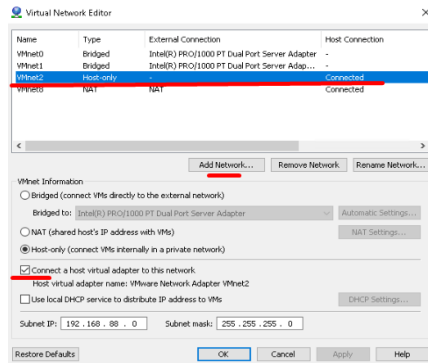 Virtual Network Editor
Name Type External Connection Host Connection
VMnet0 Bridged Intel(R) PRO/1000 PT Dual Port Server Adapter -
VMnet1 Bridged Intel(R) PRO/1000 PT Dual Port Server Adap... -
VMnet2 Host-only - Connected
VMnet8 NAT NAT Connected
Add Network... Remove Network Rename Network...
VMnet Information
Bridged (connect VMs directly to the external network)
Bridged to: Intel(R) PRO/1000 PT Dual Port Server Adapter Automatic Settings...
NAT (shared host's IP address with VMs) NAT Settings...
Host-only (connect VMs internally in a private network)
Connect a host virtual adapter to this network
Host virtual adapter name: VMware Network Adapter VMnet2
Use local DHCP service to distribute IP address to VMs DHCP Settings...
Subnet IP: 192 . 168 . 88 . 0 Subnet mask: 255 . 255 . 255 . 0
Restore Defaults OK Cancel Apply Help